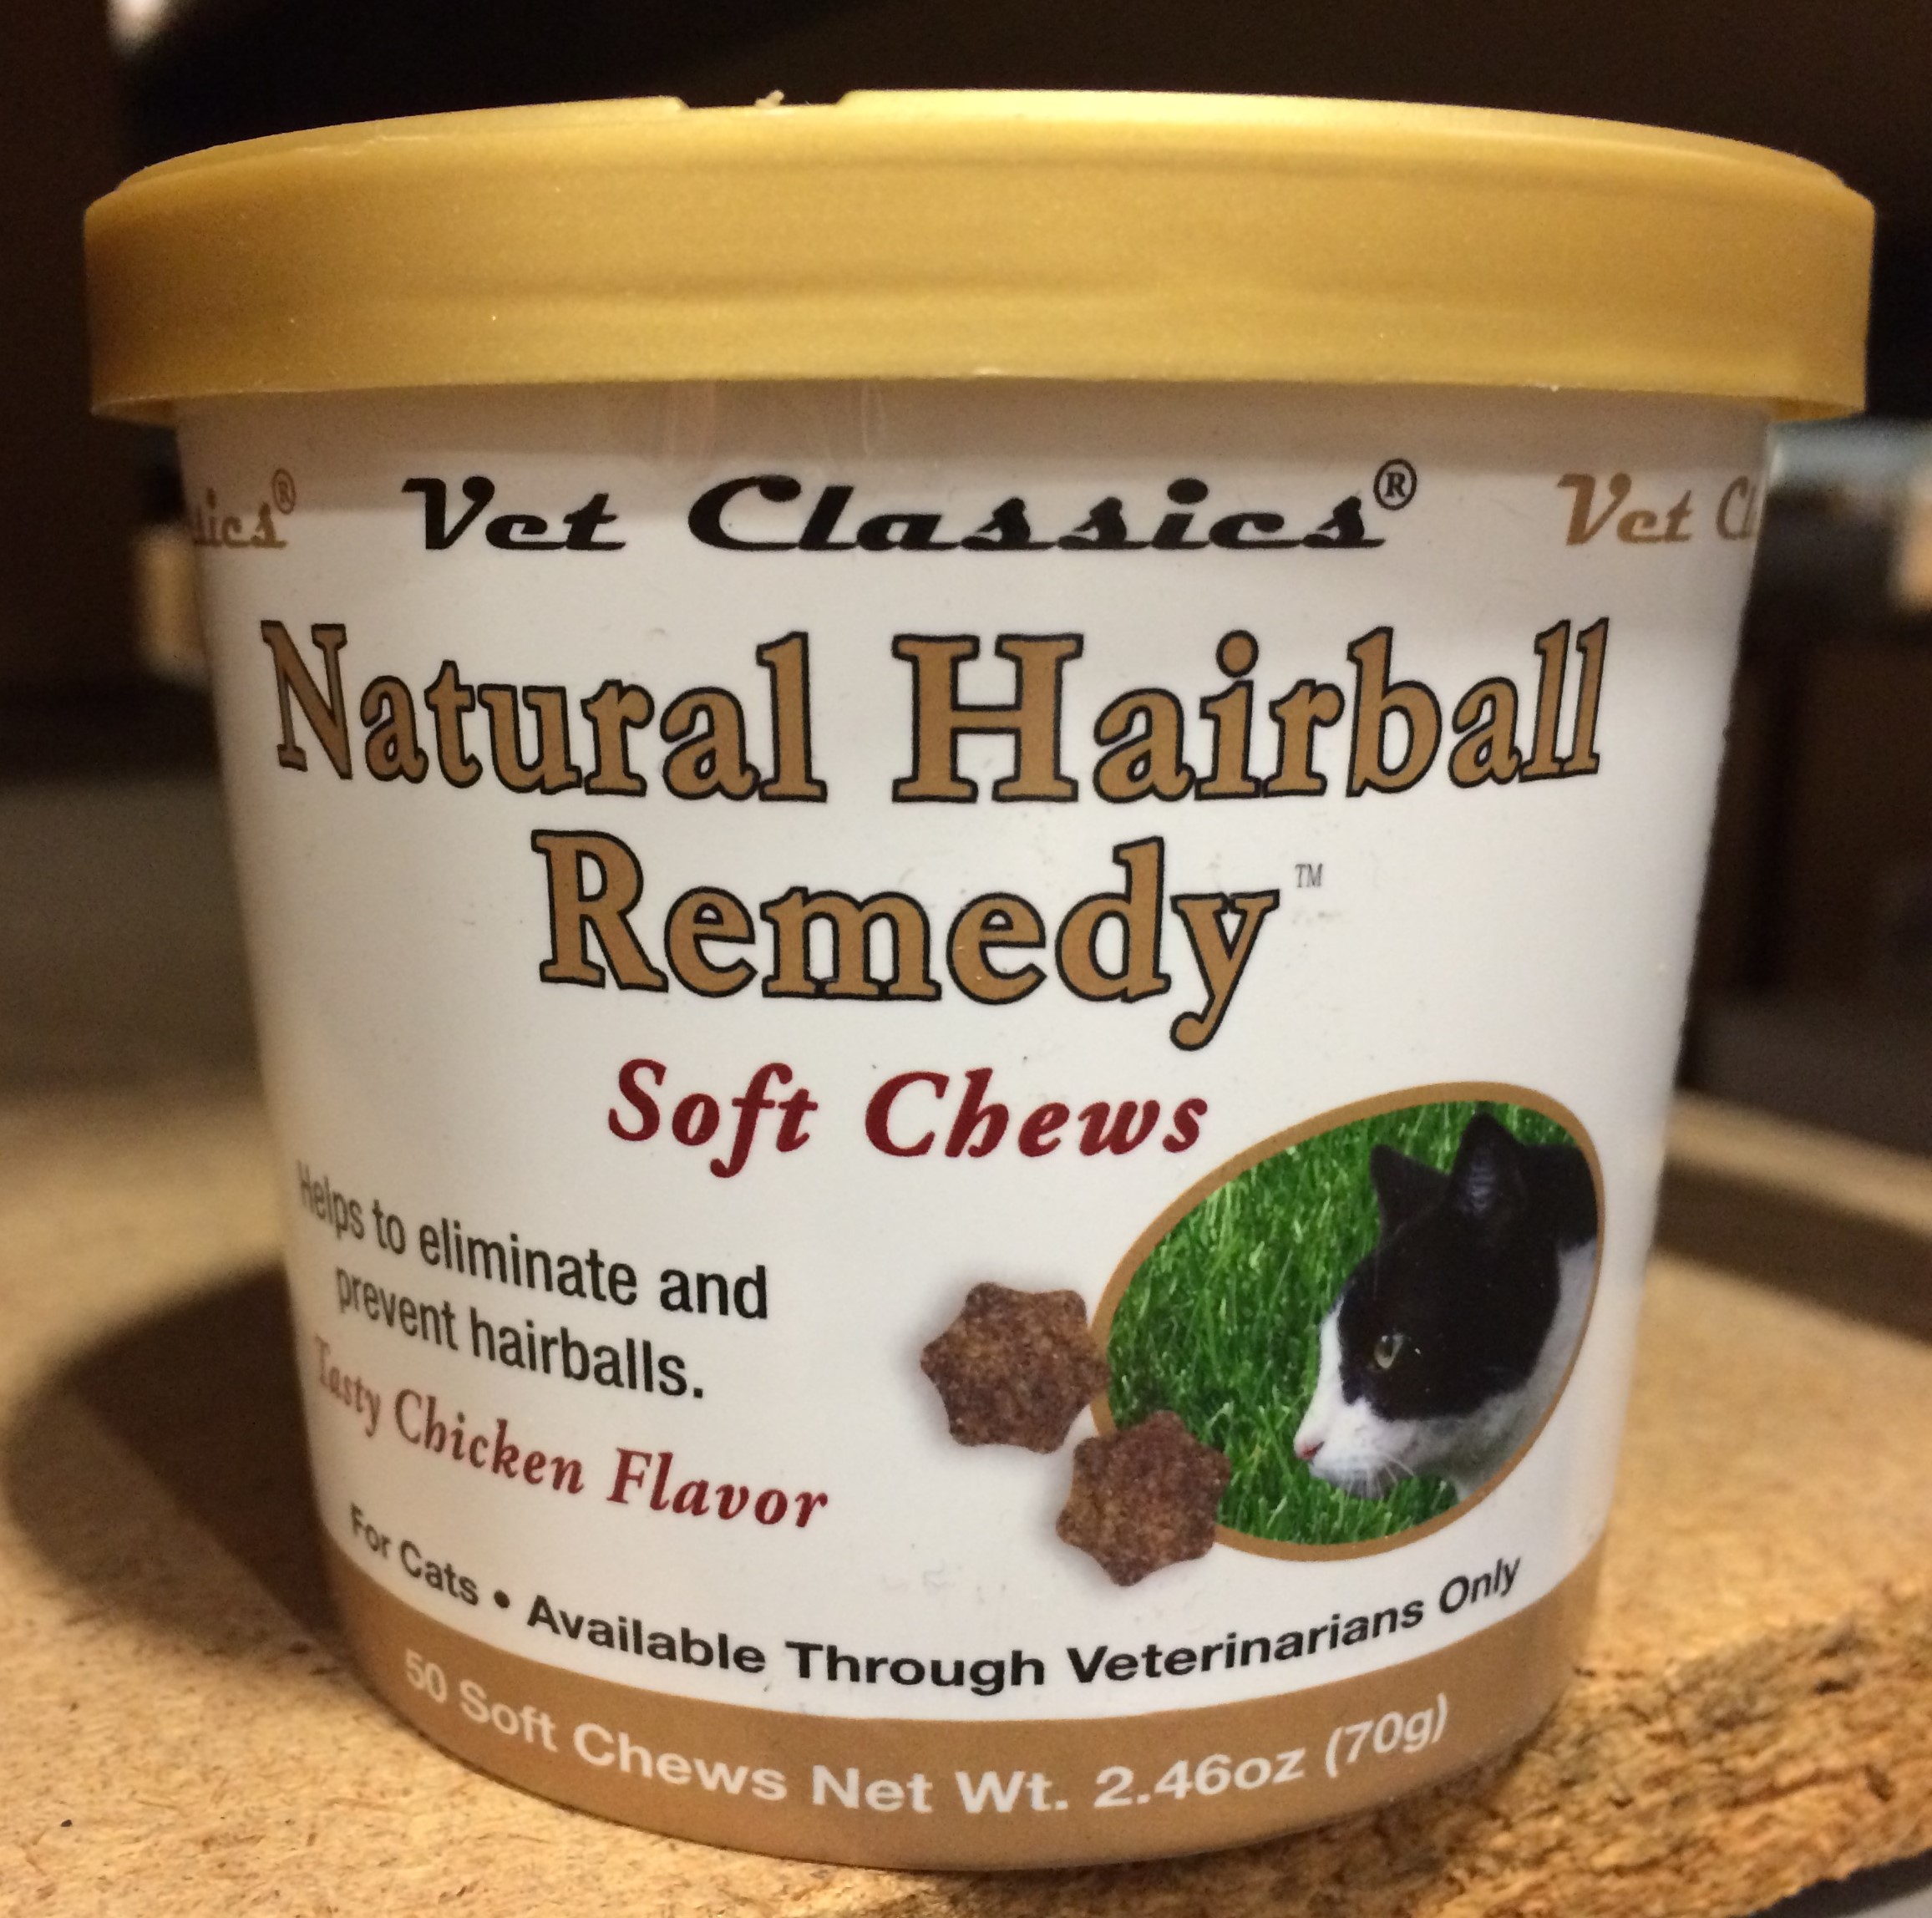 Vet Classics®
Natural Hairball
Remedy™
Soft Chews
Helps to eliminate and
prevent hairballs.
Tasty Chicken Flavor
For Cats • Available Through Veterinarians Only
50 Soft Chews Net Wt. 2.46oz (70g)